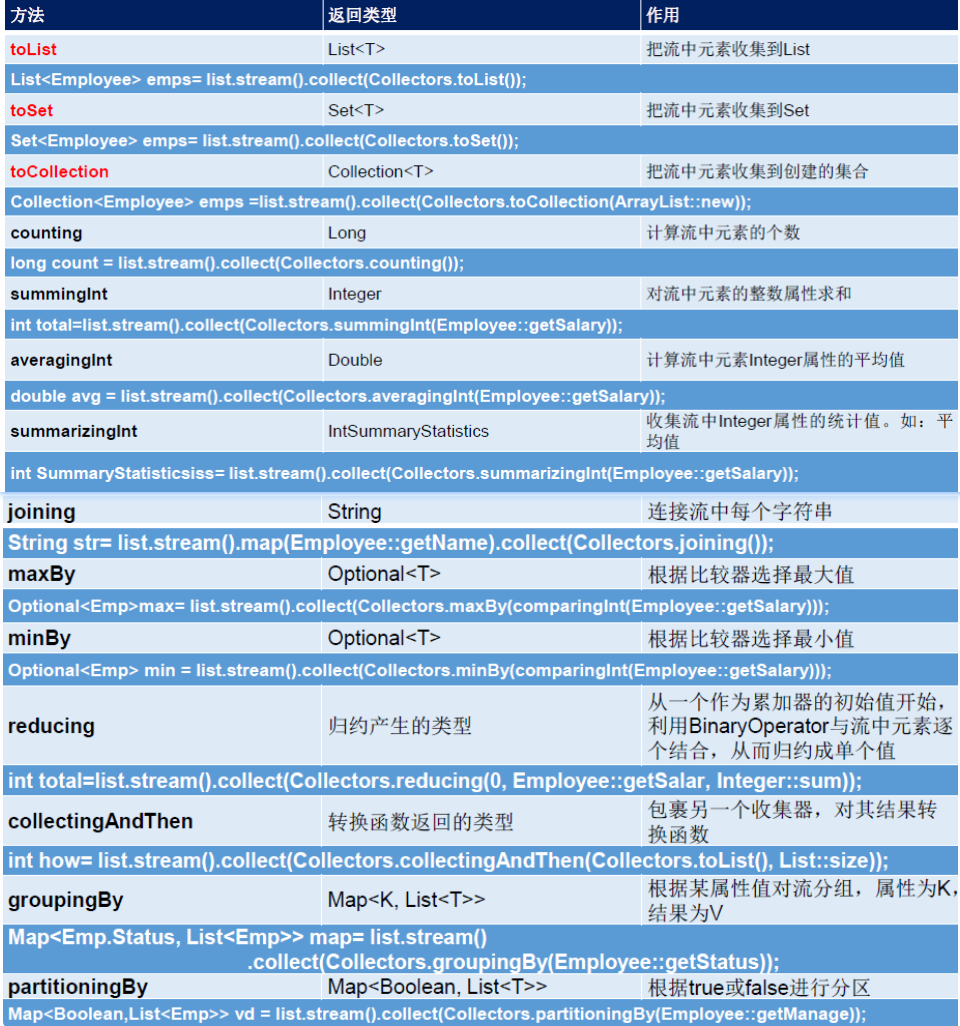 方法 返回类型 作用
toList List<T> 把流中元素收集到List
List<Employee> emps= list.stream().collect(Collectors.toList());
toSet Set<T> 把流中元素收集到Set
Set<Employee> emps= list.stream().collect(Collectors.toSet());
toCollection Collection<T> 把流中元素收集到创建的集合
Collection<Employee> emps =list.stream().collect(Collectors.toCollection(ArrayList::new));
counting Long 计算流中元素的个数
long count = list.stream().collect(Collectors.counting());
summingInt Integer 对流中元素的整数属性求和
int total=list.stream().collect(Collectors.summingInt(Employee::getSalary));
averagingInt Double 计算流中元素Integer属性的平均值
double avg = list.stream().collect(Collectors.averagingInt(Employee::getSalary));
summarizingInt IntSummaryStatistics 收集流中Integer属性的统计值。如：平
均值
int SummaryStatisticsiss= list.stream().collect(Collectors.summarizingInt(Employee::getSalary));
joining String 连接流中每个字符串
String str= list.stream().map(Employee::getName).collect(Collectors.joining());
maxBy Optional<T> 根据比较器选择最大值
Optional<Emp>max= list.stream().collect(Collectors.maxBy(comparingInt(Employee::getSalary)));
minBy Optional<T> 根据比较器选择最小值
Optional<Emp> min = list.stream().collect(Collectors.minBy(comparingInt(Employee::getSalary)));
reducing 归约产生的类型 从一个作为累加器的初始值开始，
利用BinaryOperator与流中元素逐
个结合，从而归约成单个值
int total=list.stream().collect(Collectors.reducing(0, Employee::getSalar, Integer::sum));
collectingAndThen 转换函数返回的类型 包裹另一个收集器，对其结果转
换函数
int how= list.stream().collect(Collectors.collectingAndThen(Collectors.toList(), List::size));
groupingBy Map<K, List<T>> 根据某属性值对流分组，属性为K，
结果为V
Map<Emp.Status, List<Emp>> map= list.stream()
.collect(Collectors.groupingBy(Employee::getStatus));
partitioningBy Map<Boolean, List<T>> 根据true或false进行分区
Map<Boolean,List<Emp>> vd = list.stream().collect(Collectors.partitioningBy(Employee::getManage));